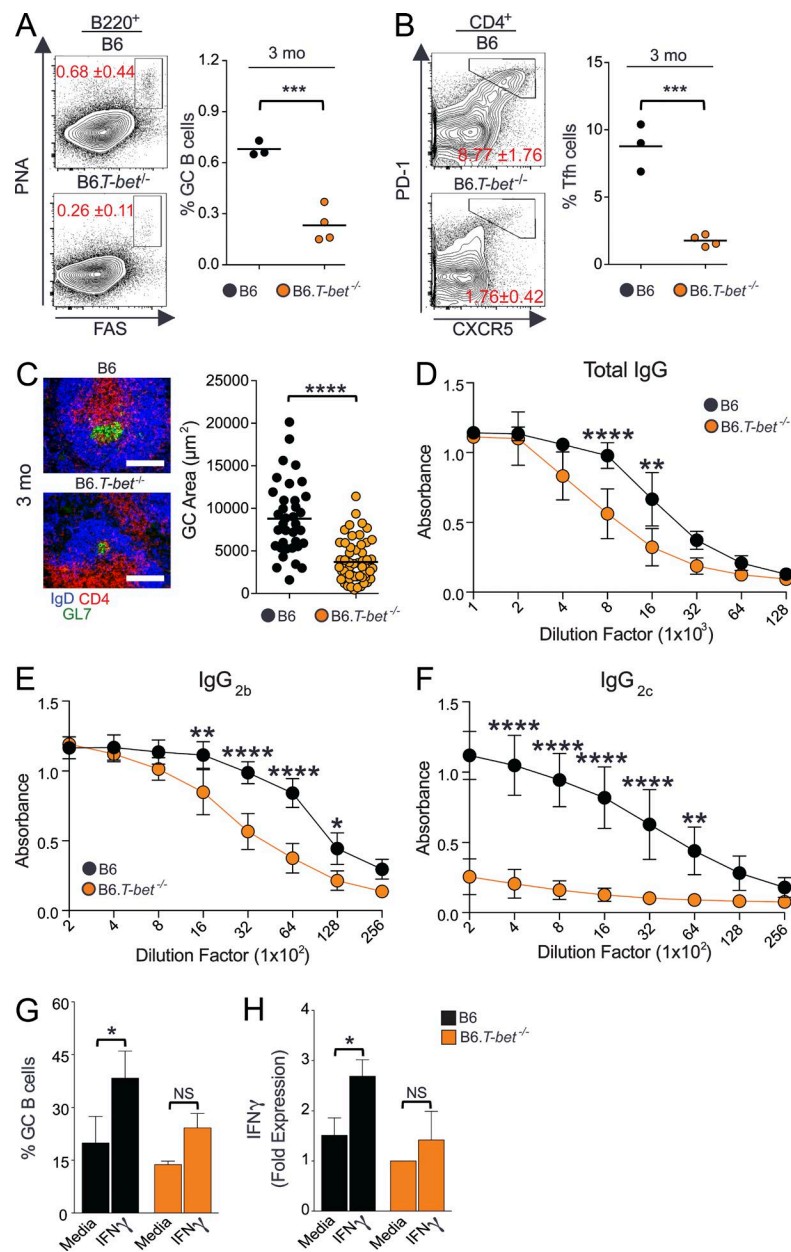 A
B220⁺
B6
0.68 ±0.44
B6.T-bet⁻/⁻
0.26 ±0.11
PNA
FAS
3 mo
***
% GC B cells
1.2
0.9
0.6
0.3
0.0
B6
B6.T-bet⁻/⁻
B
CD4⁺
B6
8.77 ±1.76
B6.T-bet⁻/⁻
1.76±0.42
PD-1
CXCR5
3 mo
***
% Tfh cells
15
10
5
0
B6
B6.T-bet⁻/⁻
C
3 mo
B6
B6.T-bet⁻/⁻
IgD CD4
GL7
****
GC Area (µm²)
25000
20000
15000
10000
5000
0
B6
B6.T-bet⁻/⁻
D
Total IgG
B6
B6.T-bet⁻/⁻
**** **
Absorbance
1.5
1.0
0.5
0.0
1 2 4 8 16 32 64 128
Dilution Factor (1x10³)
E
IgG₂b
** **** **** *
Absorbance
1.5
1.0
0.5
0.0
B6
B6.T-bet⁻/⁻
2 4 8 16 32 64 128 256
Dilution Factor (1x10²)
F
IgG₂c
**** **** **** **** **
Absorbance
1.5
1.0
0.5
0.0
2 4 8 16 32 64 128 256
Dilution Factor (1x10²)
G
% GC B cells
60
45
30
15
0
* NS
Media IFNγ Media IFNγ
H
IFNγ
(Fold Expression)
4
3
2
1
0
* NS
Media IFNγ Media IFNγ
B6
B6.T-bet⁻/⁻